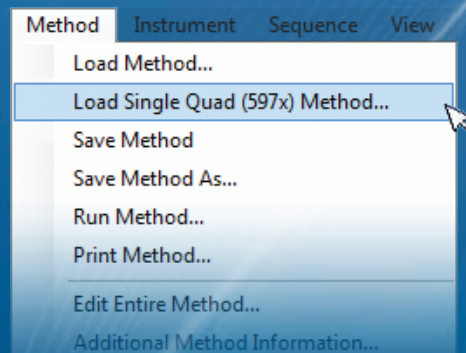 Method Instrument Sequence View
Load Method...
Load Single Quad (597x) Method...
Save Method
Save Method As...
Run Method...
Print Method...
Edit Entire Method...
Additional Method Information...